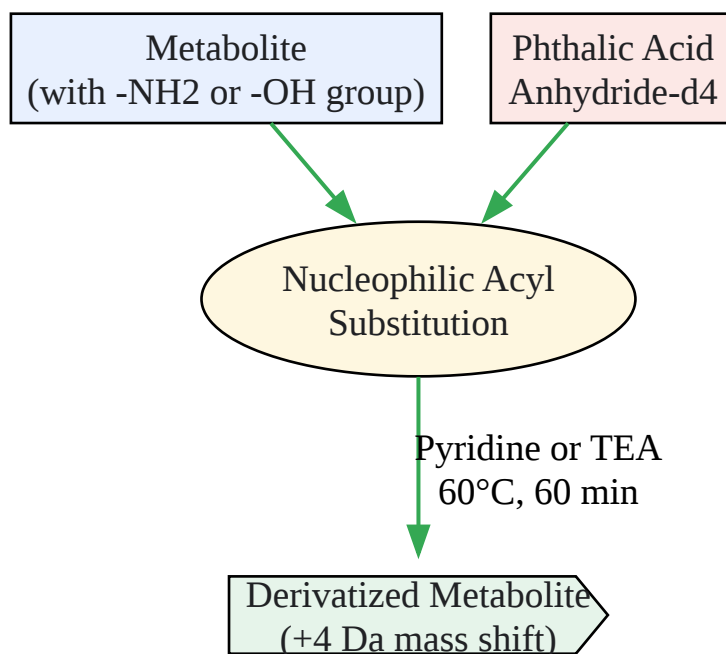 Metabolite
(with -NH2 or -OH group)
Phthalic Acid
Anhydride-d4
Nucleophilic Acyl
Substitution
Pyridine or TEA
60°C, 60 min
Derivatized Metabolite
(+4 Da mass shift)